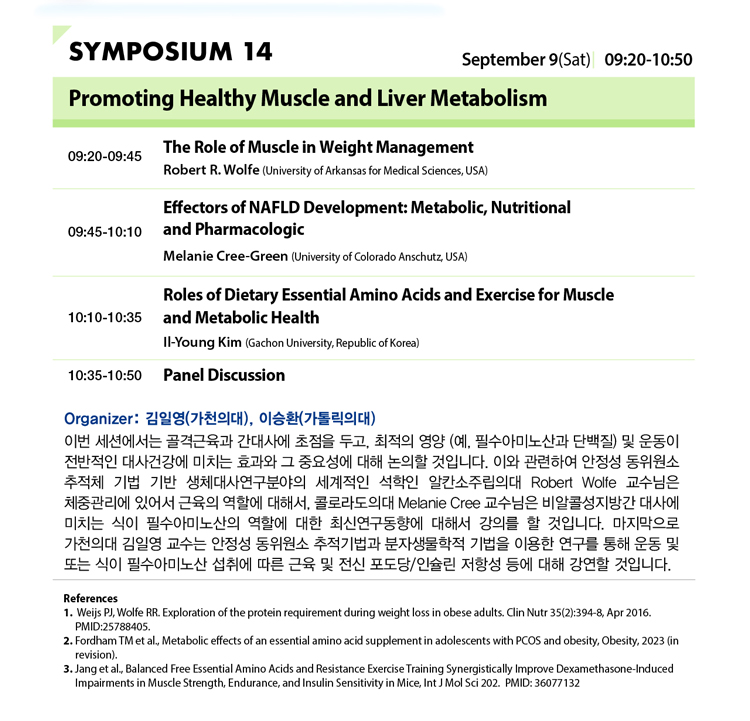 SYMPOSIUM 14
September 9(Sat) 09:20-10:50
Promoting Healthy Muscle and Liver Metabolism
09:20-09:45
The Role of Muscle in Weight Management
Robert R. Wolfe (University of Arkansas for Medical Sciences, USA)
09:45-10:10
Effectors of NAFLD Development: Metabolic, Nutritional
and Pharmacologic
Melanie Cree-Green (University of Colorado Anschutz, USA)
10:10-10:35
Roles of Dietary Essential Amino Acids and Exercise for Muscle
and Metabolic Health
Il-Young Kim (Gachon University, Republic of Korea)
10:35-10:50
Panel Discussion
Organizer: 김일영(가천의대), 이승환(가톨릭의대)
이번 세션에서는 골격근육과 간대사에 초점을 두고, 최적의 영양 (예, 필수아미노산과 단백질) 및 운동이
전반적인 대사건강에 미치는 효과와 그 중요성에 대해 논의할 것입니다. 이와 관련하여 안정성 동위원소
추적체 기법 기반 생체대사연구분야의 세계적인 석학인 알칸소주립의대 Robert Wolfe 교수님은
체중관리에 있어서 근육의 역할에 대해서, 콜로라도의대 Melanie Cree 교수님은 비알콜성지방간 대사에
미치는 식이 필수아미노산의 역할에 대한 최신연구동향에 대해서 강의를 할 것입니다. 마지막으로
가천의대 김일영 교수는 안정성 동위원소 추적기법과 분자생물학적 기법을 이용한 연구를 통해 운동 및
또는 식이 필수아미노산 섭취에 따른 근육 및 전신 포도당/인슐린 저항성 등에 대해 강연할 것입니다.
References
1. Weijs PJ, Wolfe RR. Exploration of the protein requirement during weight loss in obese adults. Clin Nutr 35(2):394-8, Apr 2016.
PMID:25788405.
2. Fordham TM et al., Metabolic effects of an essential amino acid supplement in adolescents with PCOS and obesity, Obesity, 2023 (in
revision).
3. Jang et al., Balanced Free Essential Amino Acids and Resistance Exercise Training Synergistically Improve Dexamethasone-Induced
Impairments in Muscle Strength, Endurance, and Insulin Sensitivity in Mice, Int J Mol Sci 202. PMID: 36077132